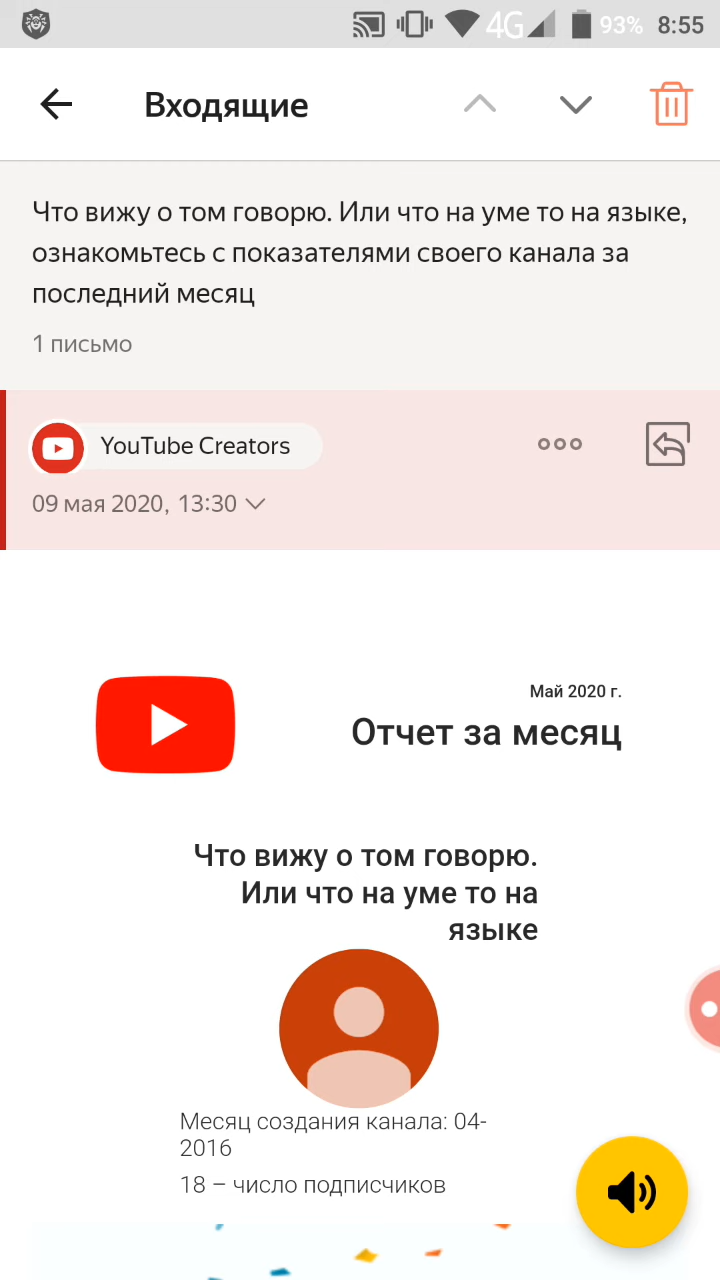 4G 93% 8:55
Входящие
Что вижу о том говорю. Или что на уме то на языке,
ознакомьтесь с показателями своего канала за
последний месяц
1 письмо
YouTube Creators
09 мая 2020, 13:30
Май 2020 г.
Отчет за месяц
Что вижу о том говорю.
Или что на уме то на
языке
Месяц создания канала: 04-
2016
18 – число подписчиков